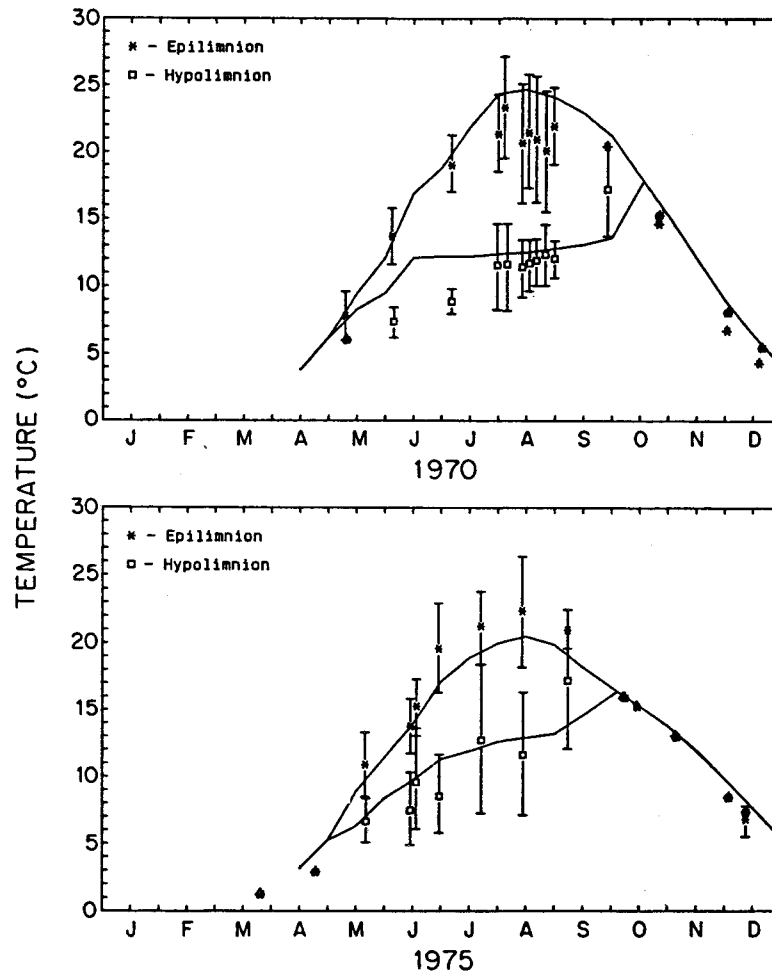 30
25
20
15
10
5
0
* - Epilimnion
□ - Hypolimnion
J F M A M J J A S O N D
1970
TEMPERATURE (°C)
30
25
20
15
10
5
0
* - Epilimnion
□ - Hypolimnion
J F M A M J J A S O N D
1975